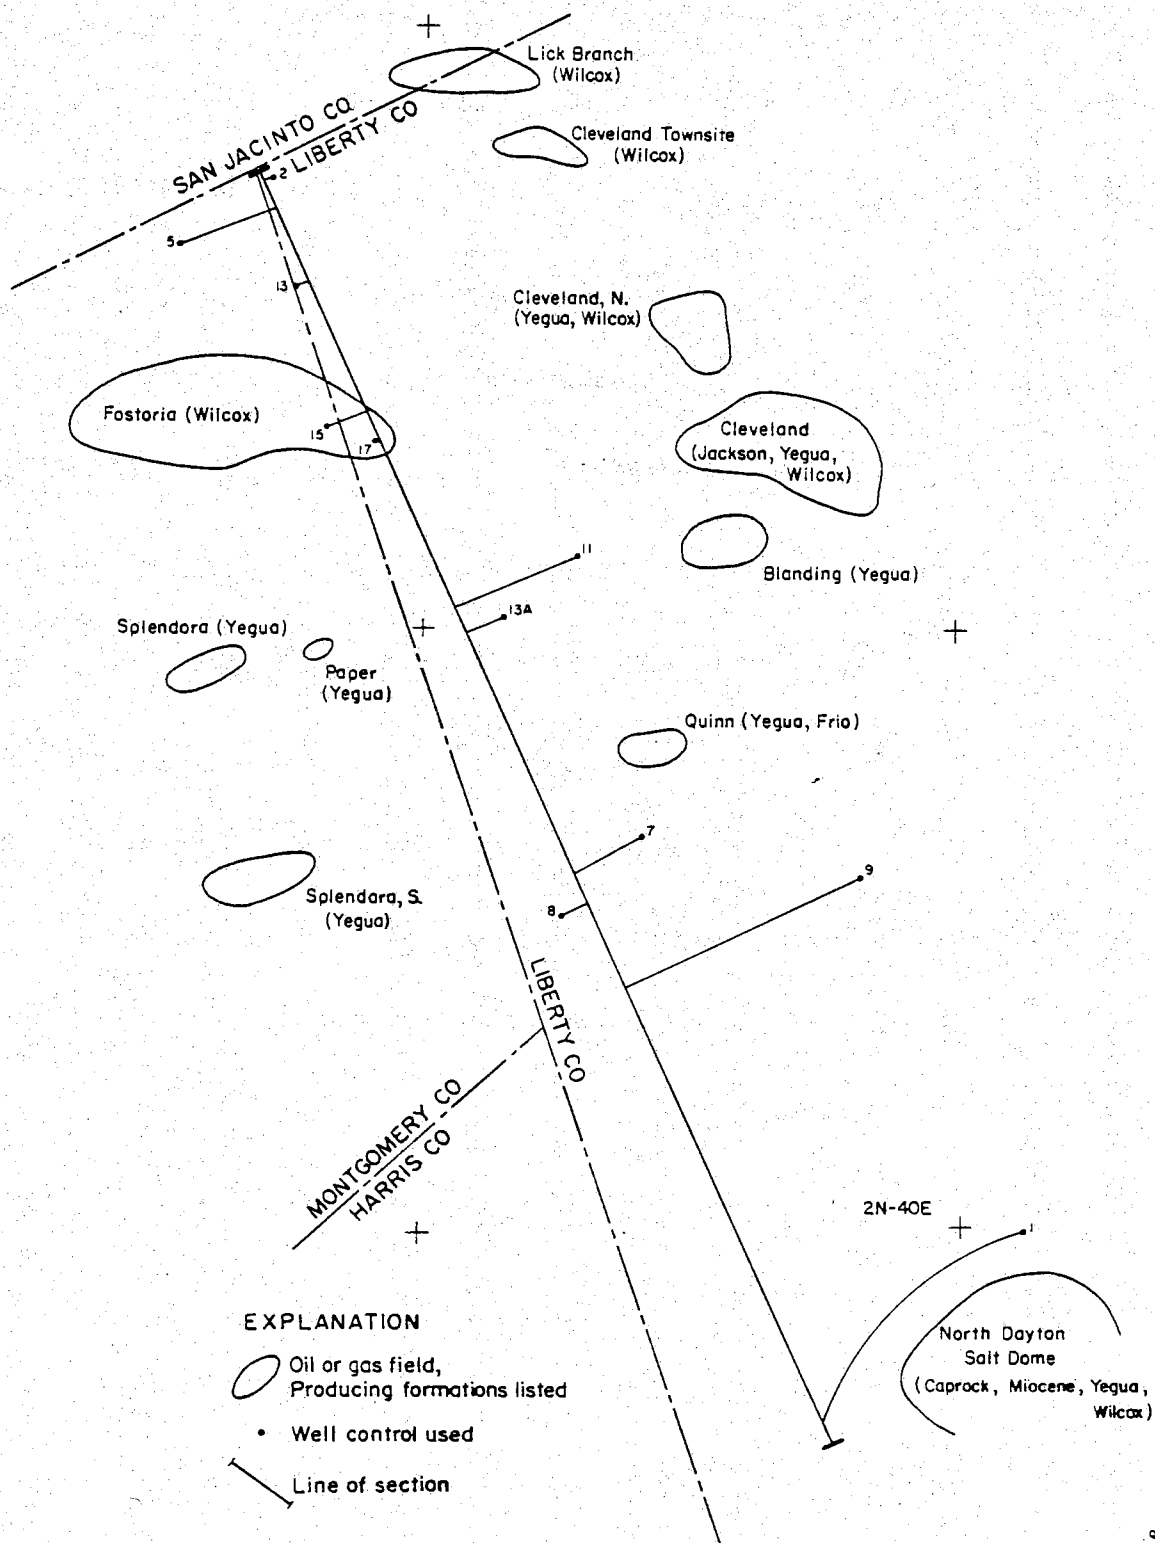 Lick Branch
(Wilcox)
SAN JACINTO CO.
LIBERTY CO
Cleveland Townsite
(Wilcox)
2
5
13
Cleveland, N.
(Yegua, Wilcox)
Fostoria (Wilcox)
15
17
Cleveland
(Jackson, Yegua,
Wilcox)
11
Blanding (Yegua)
13A
Splendora (Yegua)
Paper
(Yegua)
Quinn (Yegua, Frio)
7
9
Splendora, S.
(Yegua)
8
LIBERTY CO
MONTGOMERY CO
HARRIS CO
2N-40E
1
North Dayton
Salt Dome
(Caprock, Miocene, Yegua,
Wilcox)
EXPLANATION
Oil or gas field,
Producing formations listed
Well control used
Line of section